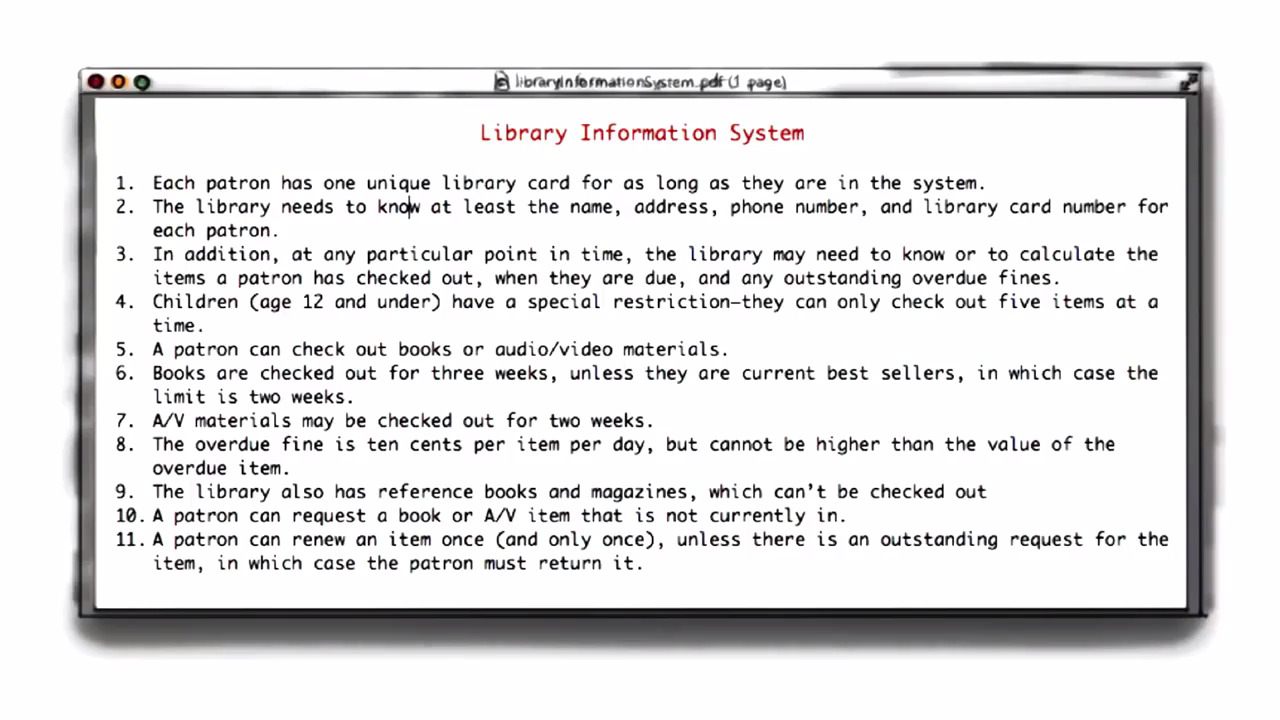 libraryInformationSystem.pdf (1 page)
Library Information System
1. Each patron has one unique library card for as long as they are in the system.
2. The library needs to know at least the name, address, phone number, and library card number for
each patron.
3. In addition, at any particular point in time, the library may need to know or to calculate the
items a patron has checked out, when they are due, and any outstanding overdue fines.
4. Children (age 12 and under) have a special restriction–they can only check out five items at a
time.
5. A patron can check out books or audio/video materials.
6. Books are checked out for three weeks, unless they are current best sellers, in which case the
limit is two weeks.
7. A/V materials may be checked out for two weeks.
8. The overdue fine is ten cents per item per day, but cannot be higher than the value of the
overdue item.
9. The library also has reference books and magazines, which can't be checked out
10. A patron can request a book or A/V item that is not currently in.
11. A patron can renew an item once (and only once), unless there is an outstanding request for the
item, in which case the patron must return it.